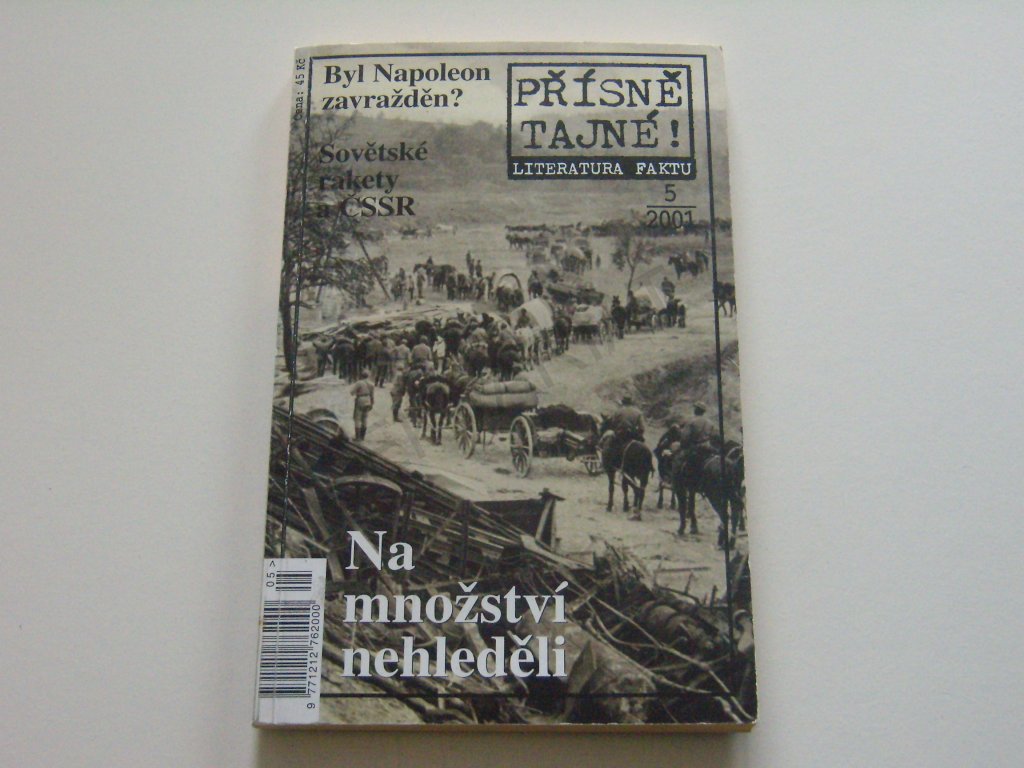 Cena: 45 Kč
Byl Napoleon
zavražděn?
Sovětské
rakety
a ČSSR
PŘÍSNĚ
TAJNÉ!
LITERATURA FAKTU
5
2001
Na
množství
nehleděli
05 >
9 771212 762000